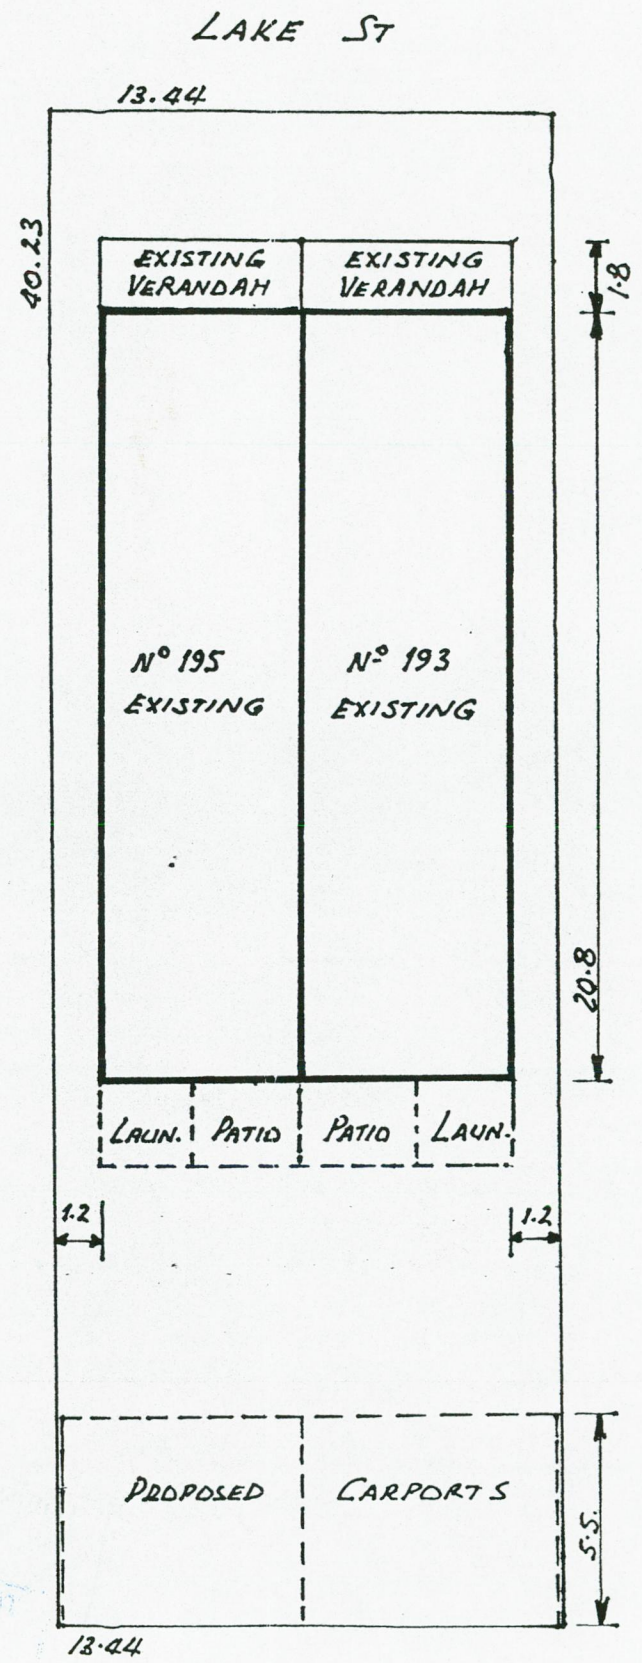 LAKE ST
13.44
40.23
EXISTING VERANDAH
EXISTING VERANDAH
1.8
Nº 195
EXISTING
Nº 193
EXISTING
20.8
LAUN. PATIO PATIO LAUN.
1.2
1.2
PROPOSED CARPORTS
5.5.
13.44